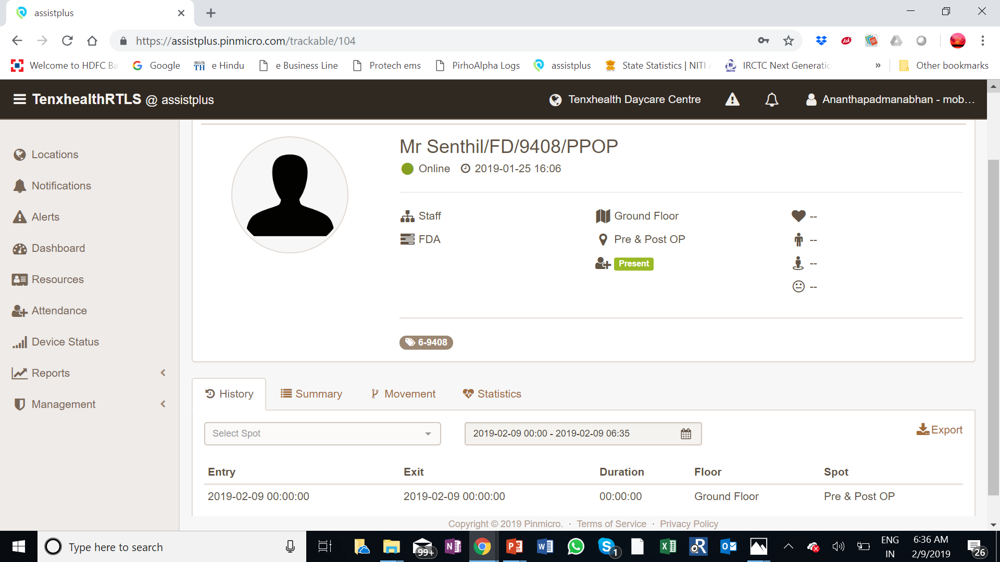 assistplus
https://assistplus.pinmicro.com/trackable/104
Ask
Welcome to HDFC Ba
Google
TH e Hindu
e Business Line
Protech ems
PirhoAlpha Logs
assistplus
State Statistics | NITI
IRCTC Next Generatio
»
Other bookmarks
TenxhealthRTLS @ assistplus
Tenxhealth Daycare Centre
Ananthapadmanabhan - mob...
Locations
Notifications
Alerts
Dashboard
Resources
Attendance
Device Status
Reports
Management
Mr Senthil/FD/9408/PPOP
Online 2019-01-25 16:06
Staff
FDA
Ground Floor
Pre & Post OP
Present
--
--
--
--
6-9408
History
Summary
Movement
Statistics
Select Spot
2019-02-09 00:00 - 2019-02-09 06:35
Export
Entry Exit Duration Floor Spot
2019-02-09 00:00:00 2019-02-09 00:00:00 00:00:00 Ground Floor Pre & Post OP
Copyright © 2019 Pinmicro. · Terms of Service · Privacy Policy
Type here to search
99+
1
ENG
IN
6:36 AM
2/9/2019
26